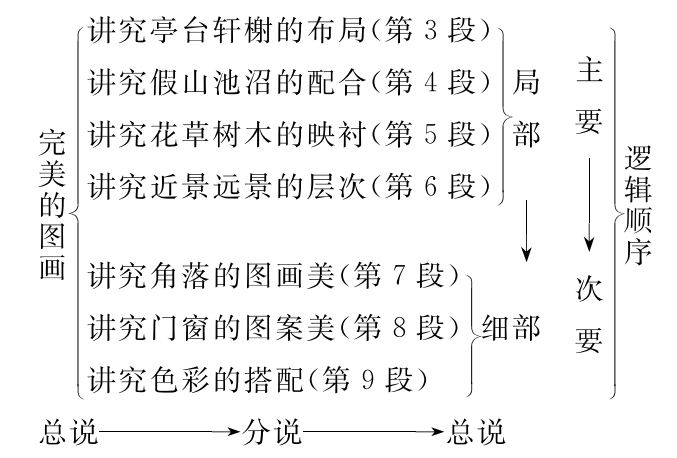 完美的图画
讲究亭台轩榭的布局(第 3 段)
讲究假山池沼的配合(第 4 段)
讲究花草树木的映衬(第 5 段)
讲究近景远景的层次(第 6 段)
局部
讲究角落的图画美(第 7 段)
讲究门窗的图案美(第 8 段)
讲究色彩的搭配(第 9 段)
细部
主要
次要
逻辑顺序
总说 分说 总说